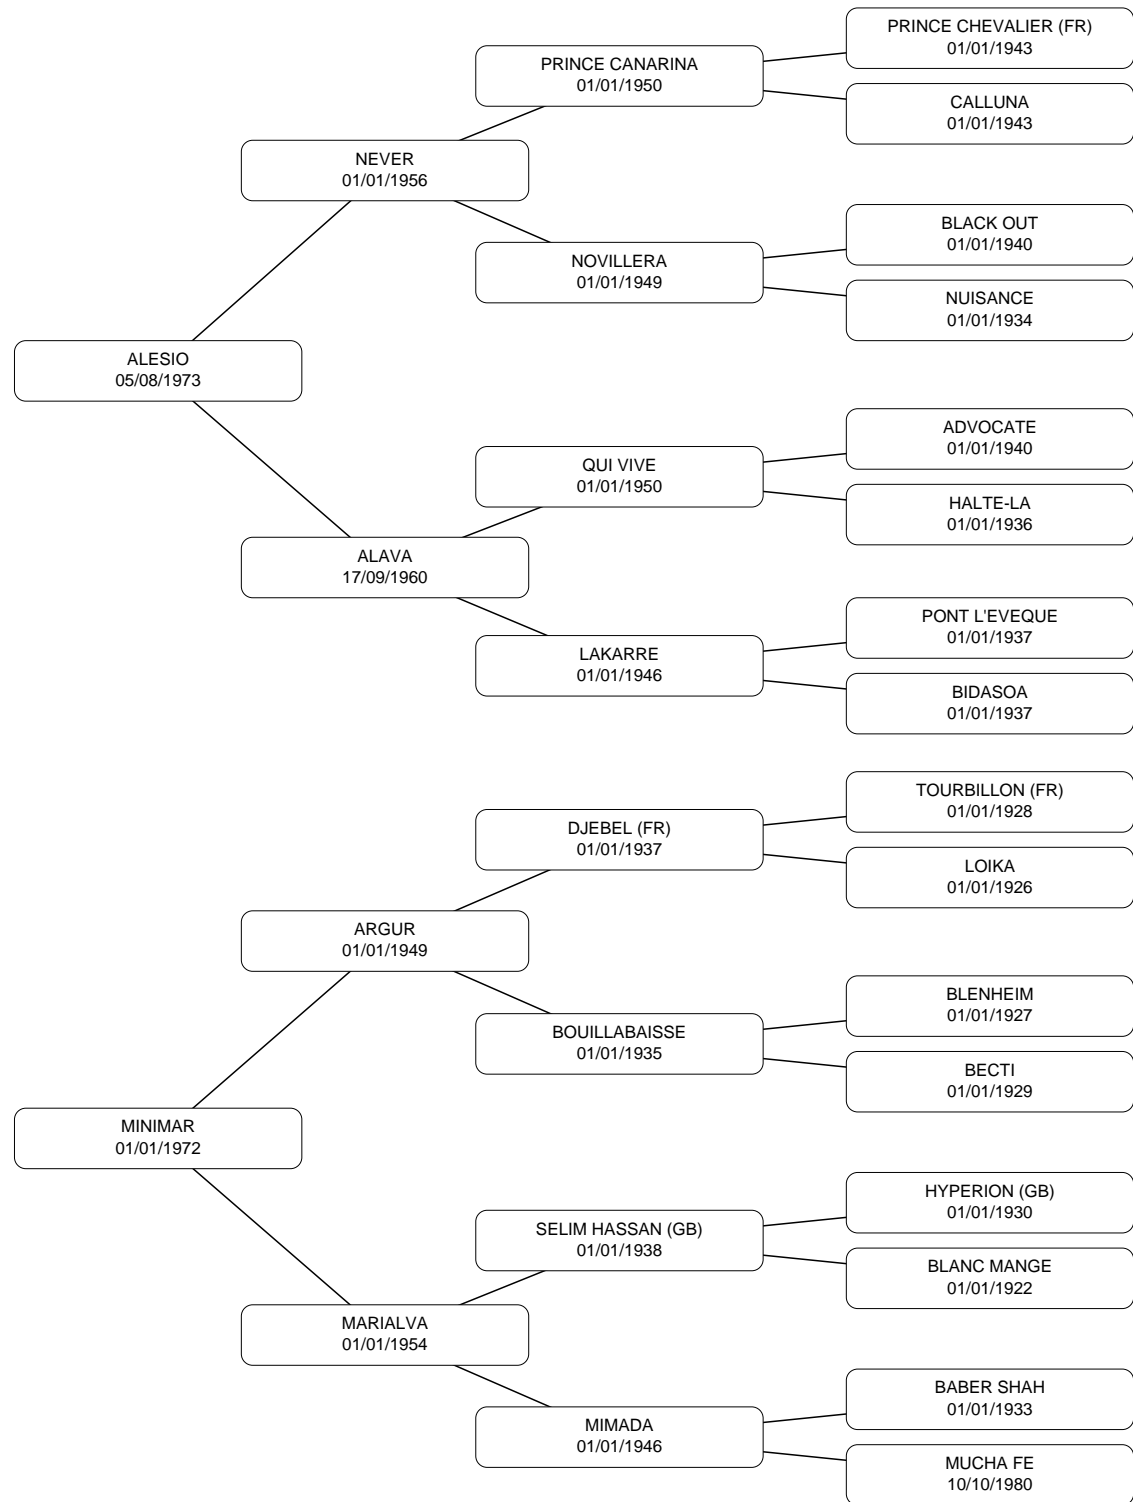 PRINCE CHEVALIER (FR)
01/01/1943
PRINCE CANARINA
01/01/1950
CALLUNA
01/01/1943
NEVER
01/01/1956
BLACK OUT
01/01/1940
NOVILLERA
01/01/1949
NUISANCE
01/01/1934
ALESIO
05/08/1973
ADVOCATE
01/01/1940
QUI VIVE
01/01/1950
HALTE-LA
01/01/1936
ALAVA
17/09/1960
PONT L'EVEQUE
01/01/1937
LAKARRE
01/01/1946
BIDASOA
01/01/1937
TOURBILLON (FR)
01/01/1928
DJEBEL (FR)
01/01/1937
LOIKA
01/01/1926
ARGUR
01/01/1949
BLENHEIM
01/01/1927
BOUILLABAISSE
01/01/1935
BECTI
01/01/1929
MINIMAR
01/01/1972
HYPERION (GB)
01/01/1930
SELIM HASSAN (GB)
01/01/1938
BLANC MANGE
01/01/1922
MARIALVA
01/01/1954
BABER SHAH
01/01/1933
MIMADA
01/01/1946
MUCHA FE
10/10/1980